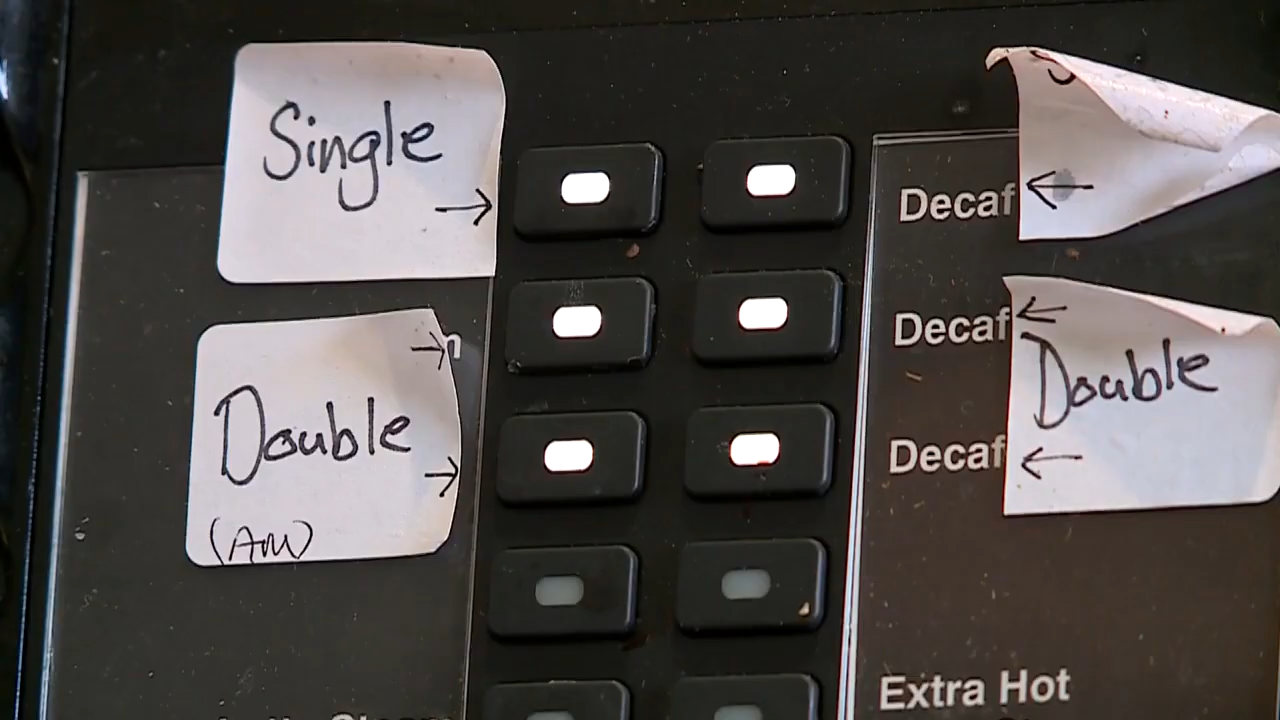 Single
→
→
Double
→
(AM)
Decaf
←
Decaf
←
Double
Decaf
←
Extra Hot